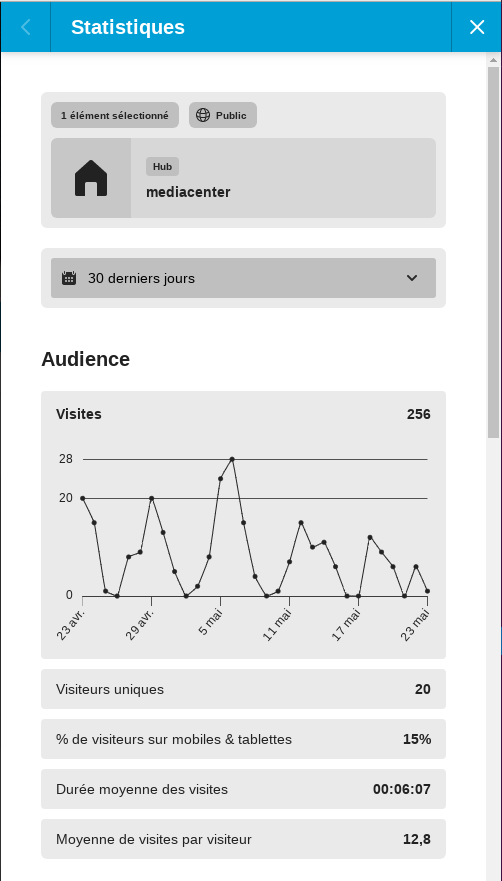 Statistiques
1 élément sélectionné
Public
Hub
mediacenter
30 derniers jours
Audience
Visites 256
28
20
0
23 avr.
29 avr.
5 mai
11 mai
17 mai
23 mai
Visiteurs uniques 20
% de visiteurs sur mobiles & tablettes 15%
Durée moyenne des visites 00:06:07
Moyenne de visites par visiteur 12,8